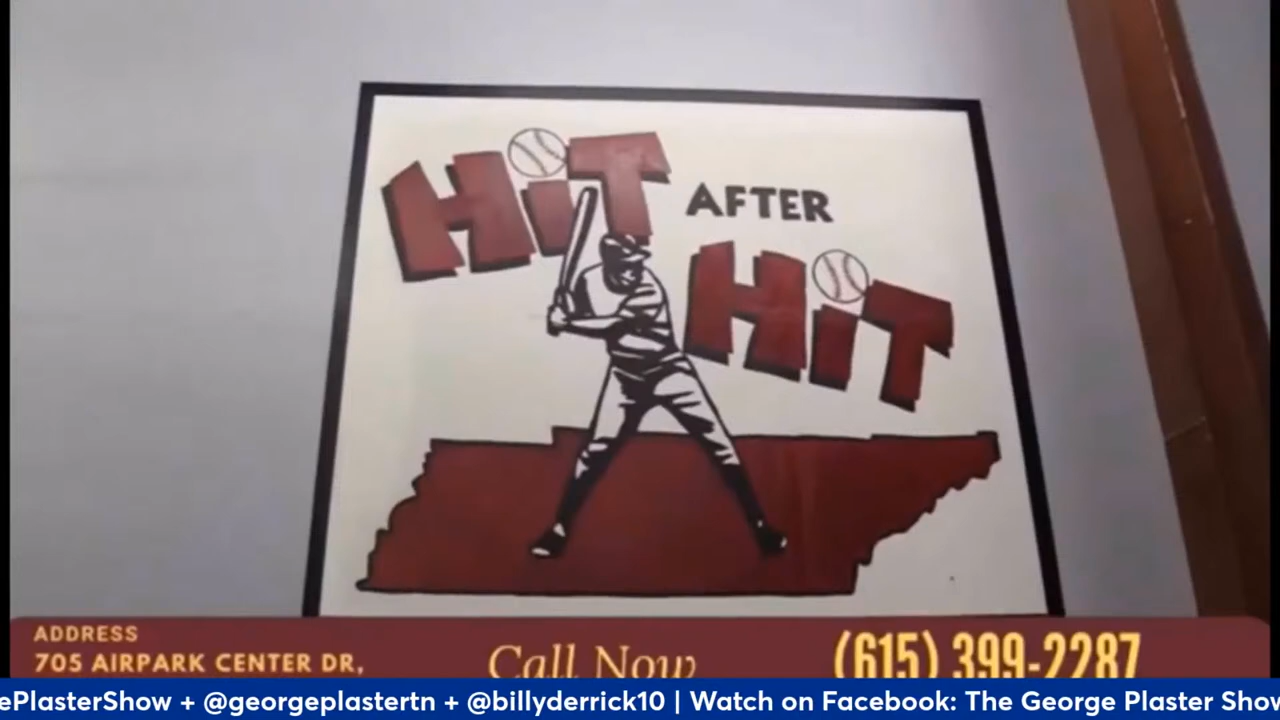 HiT
AFTER
HiT
ADDRESS
705 AIRPARK CENTER DR,
Call Now
(615) 399-2287
ePlasterShow + @georgeplastertn + @billyderrick10 | Watch on Facebook: The George Plaster Show